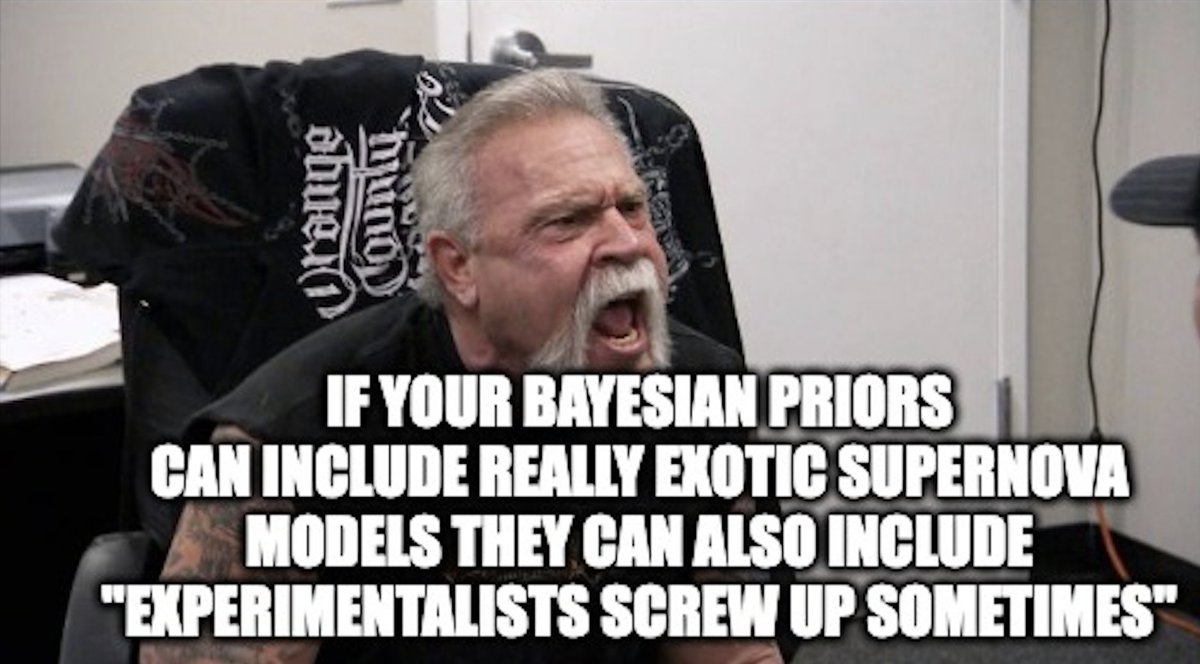 Orange
County
IF YOUR BAYESIAN PRIORS
CAN INCLUDE REALLY EXOTIC SUPERNOVA
MODELS THEY CAN ALSO INCLUDE
"EXPERIMENTALISTS SCREW UP SOMETIMES"